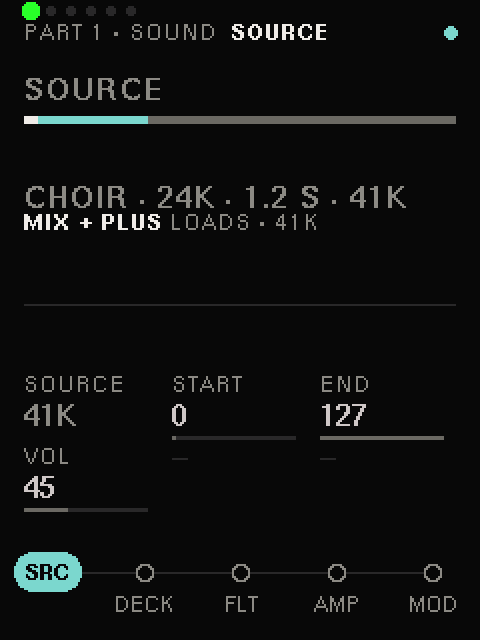 PART 1 · SOUND SOURCE
SOURCE
CHOIR · 24K · 1.2 S · 41K
MIX + PLUS LOADS · 41K
SOURCE START END
41K 0 127
VOL — —
45
SRC
DECK FLT AMP MOD